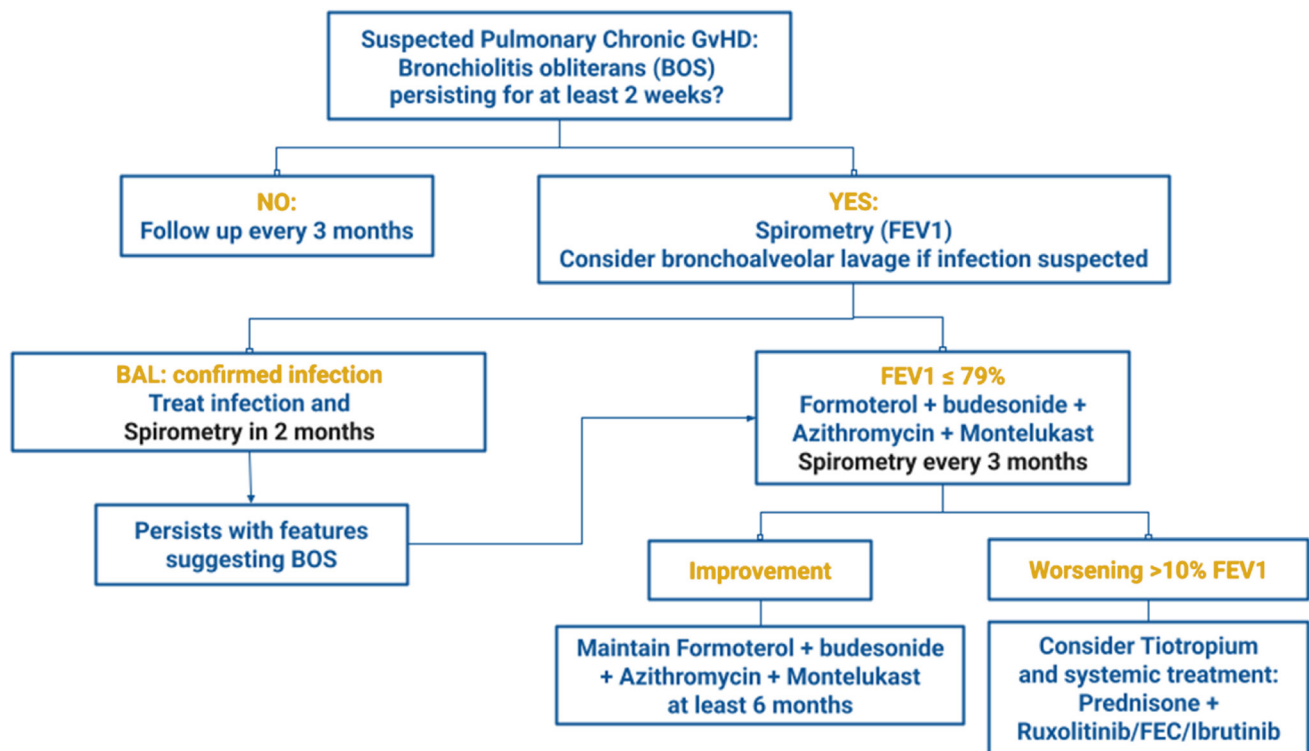 Suspected Pulmonary Chronic GvHD:
Bronchiolitis obliterans (BOS)
persisting for at least 2 weeks?
NO:
Follow up every 3 months
YES:
Spirometry (FEV1)
Consider bronchoalveolar lavage if infection suspected
BAL: confirmed infection
Treat infection and
Spirometry in 2 months
FEV1 ≤ 79%
Formoterol + budesonide +
Azithromycin + Montelukast
Spirometry every 3 months
Persists with features
suggesting BOS
Improvement
Worsening >10% FEV1
Maintain Formoterol + budesonide
+ Azithromycin + Montelukast
at least 6 months
Consider Tiotropium
and systemic treatment:
Prednisone +
Ruxolitinib/FEC/Ibrutinib